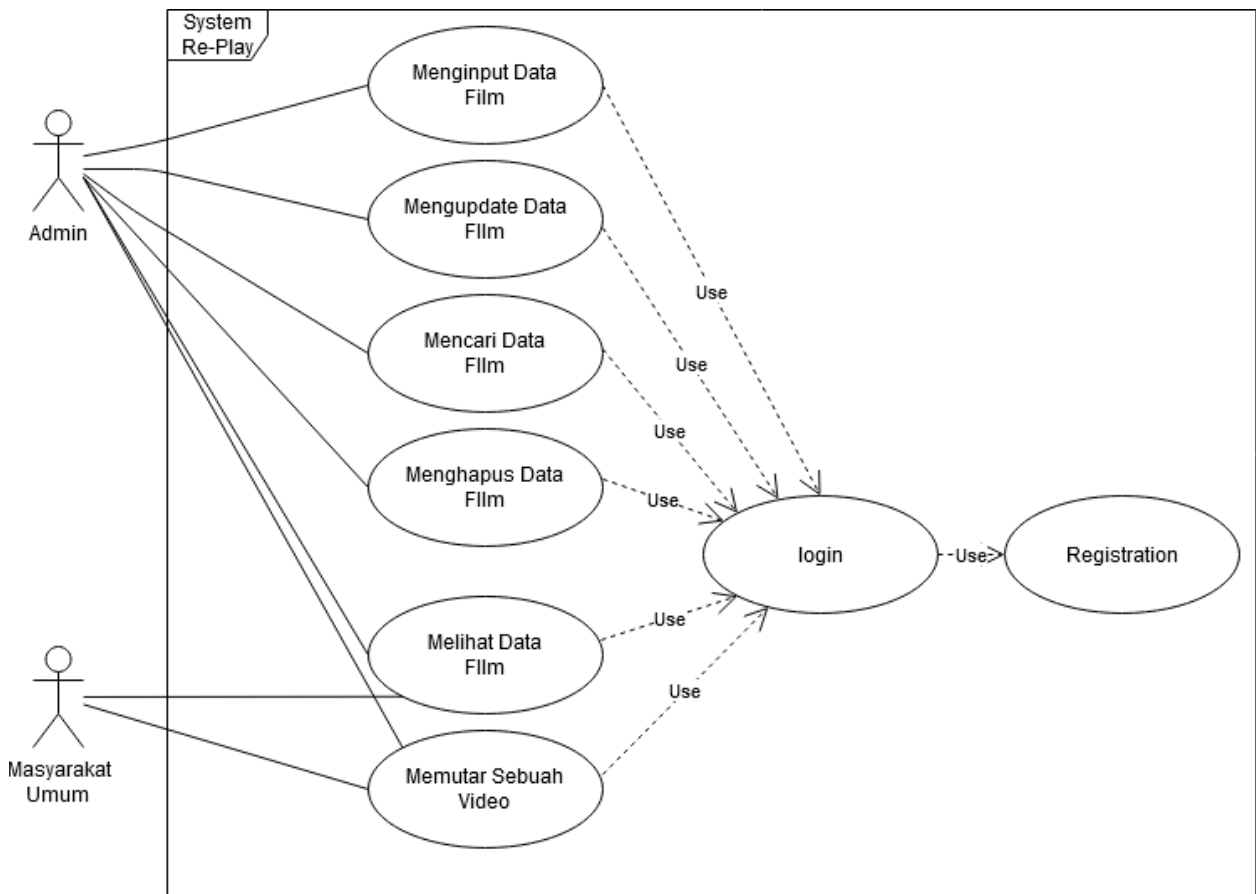 System
Re-Play
Menginput Data
Film
Mengupdate Data
FIlm
Use
Admin
Mencari Data
FIlm
Use
Use
Menghapus Data
FIlm
Use
login
Use
Registration
Melihat Data
FIlm
Use
Use
Masyarakat
Umum
Memutar Sebuah
Video